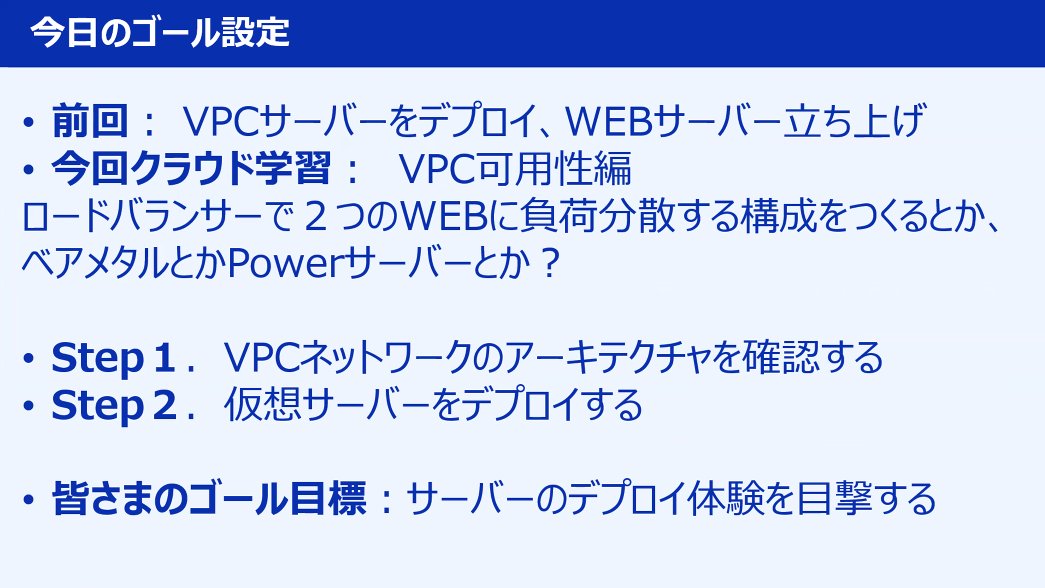 今日のゴール設定
• 前回： VPCサーバーをデプロイ、WEBサーバー立ち上げ
• 今回クラウド学習： VPC可用性編
ロードバランサーで２つのWEBに負荷分散する構成をつくるとか、
ベアメタルとかPowerサーバーとか？
• Step１． VPCネットワークのアーキテクチャを確認する
• Step２． 仮想サーバーをデプロイする
• 皆さまのゴール目標：サーバーのデプロイ体験を目撃する